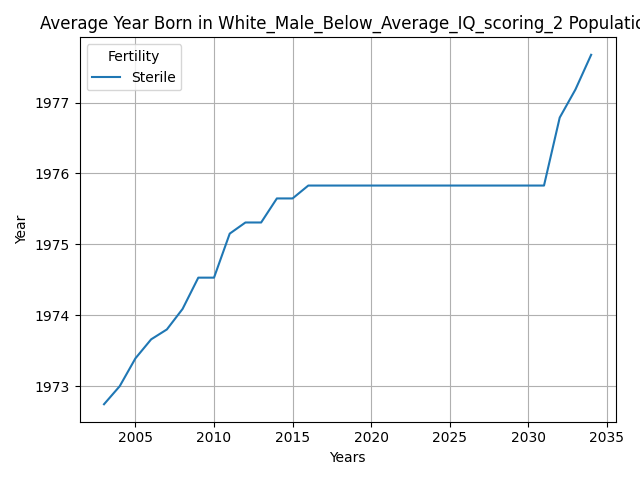 Average Year Born in White_Male_Below_Average_IQ_scoring_2 Populatio
Fertility
Sterile
1977
1976
1975
1974
1973
Year
2005 2010 2015 2020 2025 2030 2035
Years